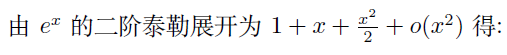 由 $e^x$ 的二阶泰勒展开为 $1 + x + \frac{x^2}{2} + o(x^2)$ 得: